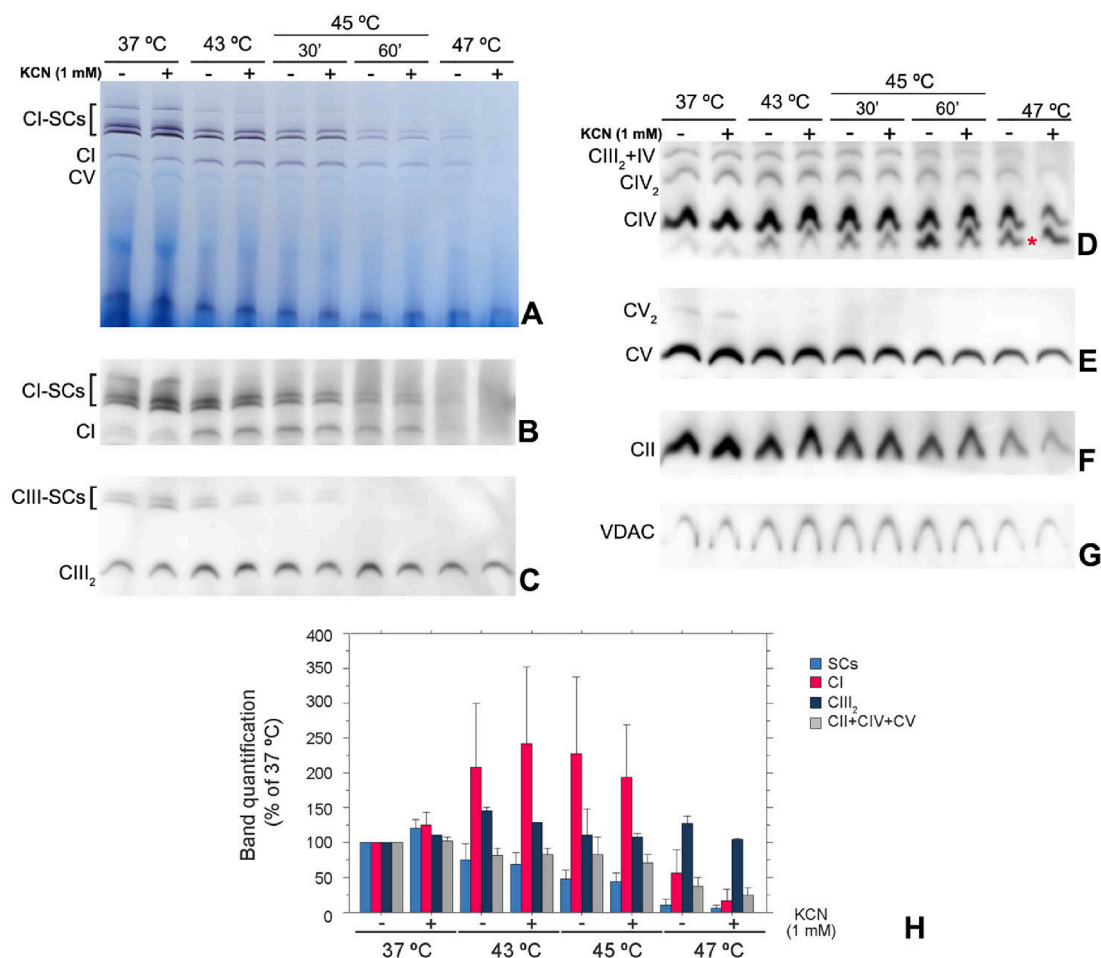 45 ºC
37 ºC 43 ºC 30’ 60’ 47 ºC
KCN (1 mM) - + - + - + - + - +
CI-SCs
CI
CV
A
CI-SCs
CI
B
CIII-SCs
CIII2
C
45 ºC
37 ºC 43 ºC 30’ 60’ 47 ºC
KCN (1 mM) - + - + - + - + - +
CIII2+IV
CIV2
CIV
*
D
CV2
CV
E
CII
F
VDAC
G
400
350
300
250
200
150
100
50
0
Band quantification
(% of 37 ºC)
SCs
CI
CIII2
CII+CIV+CV
- + - + - + - +
KCN
(1 mM)
37 ºC 43 ºC 45 ºC 47 ºC
H